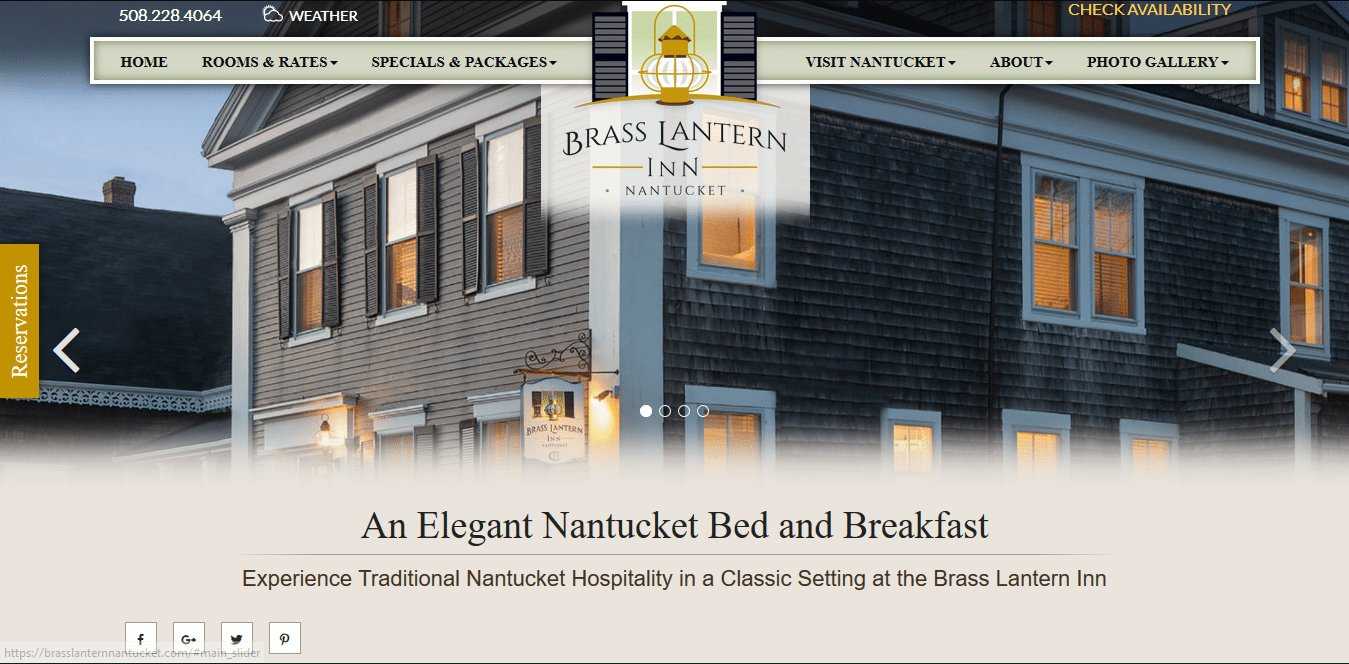 508.228.4064 WEATHER CHECK AVAILABILITY
HOME ROOMS & RATES SPECIALS & PACKAGES VISIT NANTUCKET ABOUT PHOTO GALLERY
BRASS LANTERN
INN
NANTUCKET
Reservations
BRASS LANTERN
INN
NANTUCKET
An Elegant Nantucket Bed and Breakfast
Experience Traditional Nantucket Hospitality in a Classic Setting at the Brass Lantern Inn
f G+
https://brasslanternnantucket.com/#main_slider